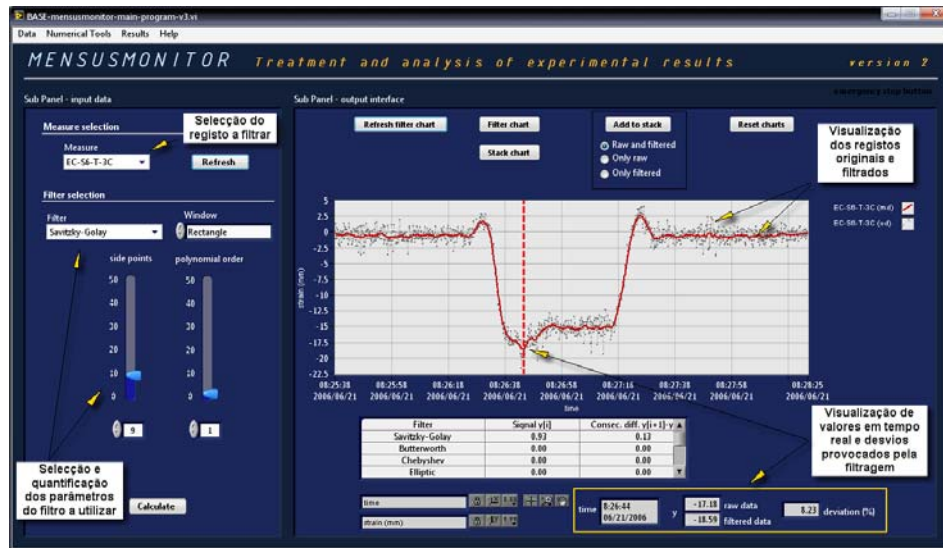 BASE-mensusmonitor-main-program-v3.vi
Data Numerical Tools Results Help
MENSUSMONITOR Treatment and analysis of experimental results version 2
emergency stop button
Sub Panel - input data
Measure selection
Selecção do
registo a filtrar
Measure
EC-S6-T-3C
Refresh
Filter selection
Filter
Window
Savitzky-Golay
Rectangle
side points
polynomial order
50
40
30
20
10
0
50
40
30
20
10
0
9
1
Selecção e
quantificação
dos parâmetros
do filtro a utilizar
Calculate
Sub Panel - output interface
Refresh filter chart
Filter chart
Add to stack
Reset charts
Stack chart
Raw and filtered
Only raw
Only filtered
Visualização
dos registos
originais e
filtrados
EC-S6-T-3C (md)
EC-S6-T-3C (vd)
strain (mm)
5
2.5
0
-2.5
-5
-7.5
-10
-12.5
-15
-17.5
-20
-22.5
08:25:38 08:25:58 08:26:18 08:26:38 08:26:58 08:27:16 08:27:38 08:27:58 08:28:25
2006/06/21 2006/06/21 2006/06/21 2006/06/21 2006/06/21 2006/06/21 2006/06/21 2006/06/21 2006/06/21
time
Filter Signal y[i] Consec. diff. y[i+1]-y
Savitzky-Golay 0.93 0.13
Butterworth 0.00 0.00
Chebyshev 0.00 0.00
Elliptic 0.00 0.00
Visualização de
valores em tempo
real e desvios
provocados pela
filtragem
time
strain (mm)
time
8:26:44
06/21/2006
y
-17.18 raw data
-18.59 filtered data
8.23 deviation (%)